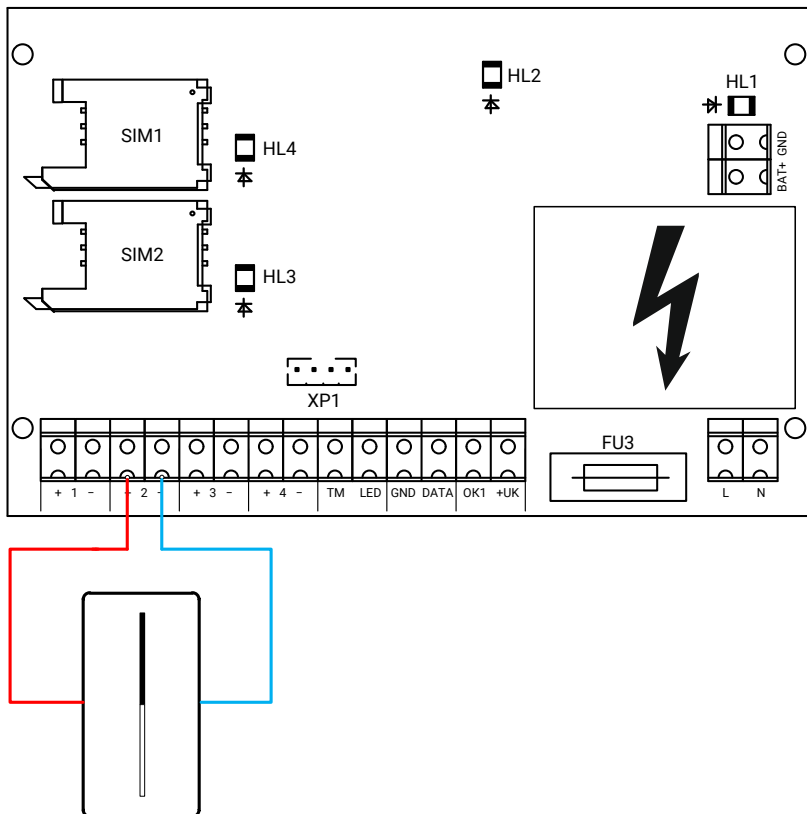 HL2
HL1
SIM1
HL4
GND
BAT+
SIM2
HL3
XP1
FU3
+ 1 − + 2 − + 3 − + 4 − TM LED GND DATA OK1 +UK
L N